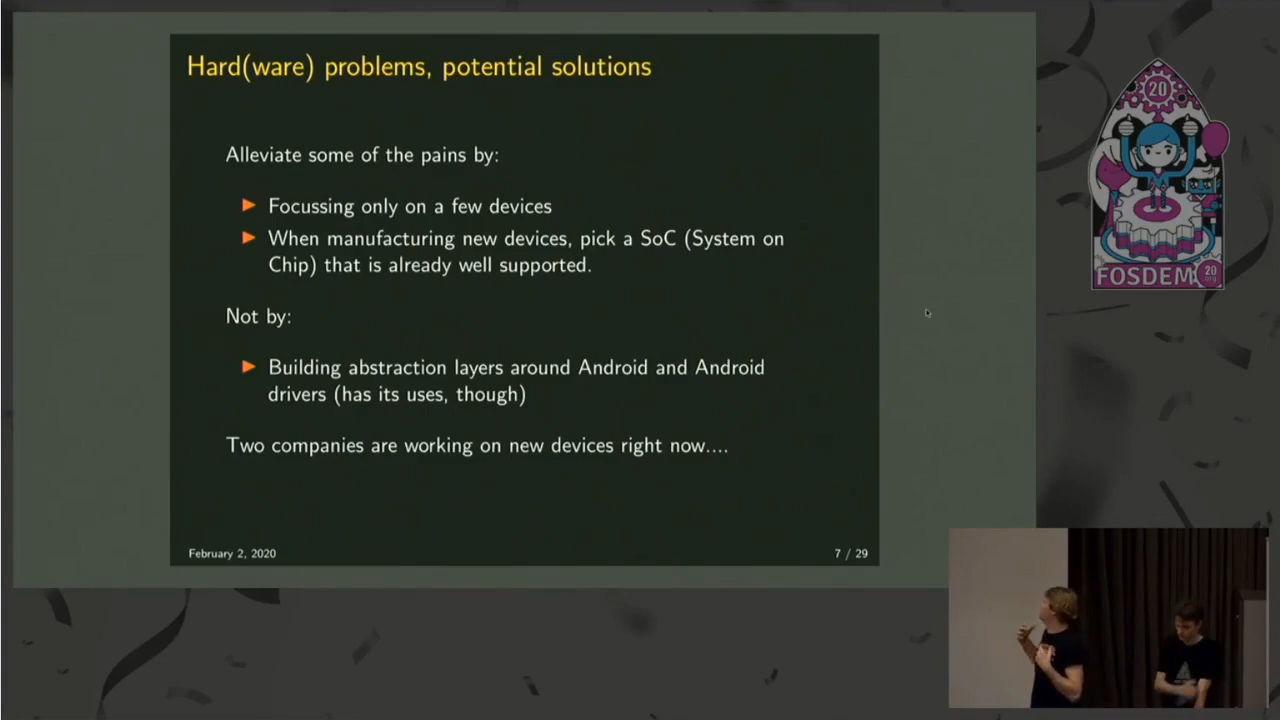 Hard(ware) problems, potential solutions
Alleviate some of the pains by:
Focussing only on a few devices
When manufacturing new devices, pick a SoC (System on
Chip) that is already well supported.
Not by:
Building abstraction layers around Android and Android
drivers (has its uses, though)
Two companies are working on new devices right now....
February 2, 2020
7 / 29
20
FOSDEM
20